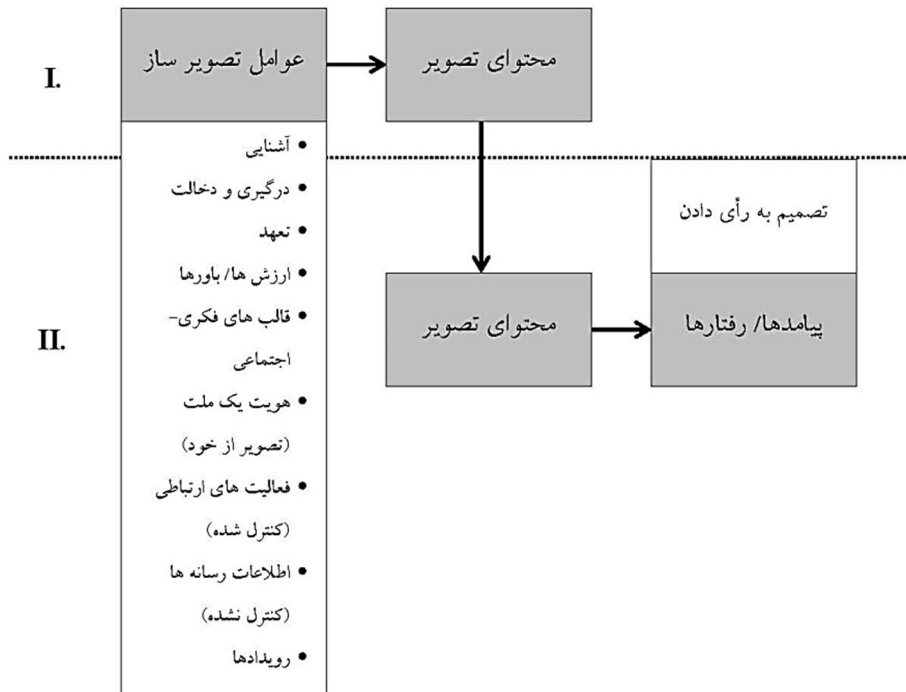 I.
عوامل تصویر ساز
محتوای تصویر
• آشنایی
• درگیری و دخالت
• تعهد
• ارزش ها/ باورها
• قالب های فکری-
اجتماعی
• هویت یک ملت
(تصویر از خود)
• فعالیت های ارتباطی
(کنترل شده)
• اطلاعات رسانه ها
(کنترل نشده)
• رویدادها
II.
محتوای تصویر
تصمیم به رأی دادن
پیامدها/ رفتارها